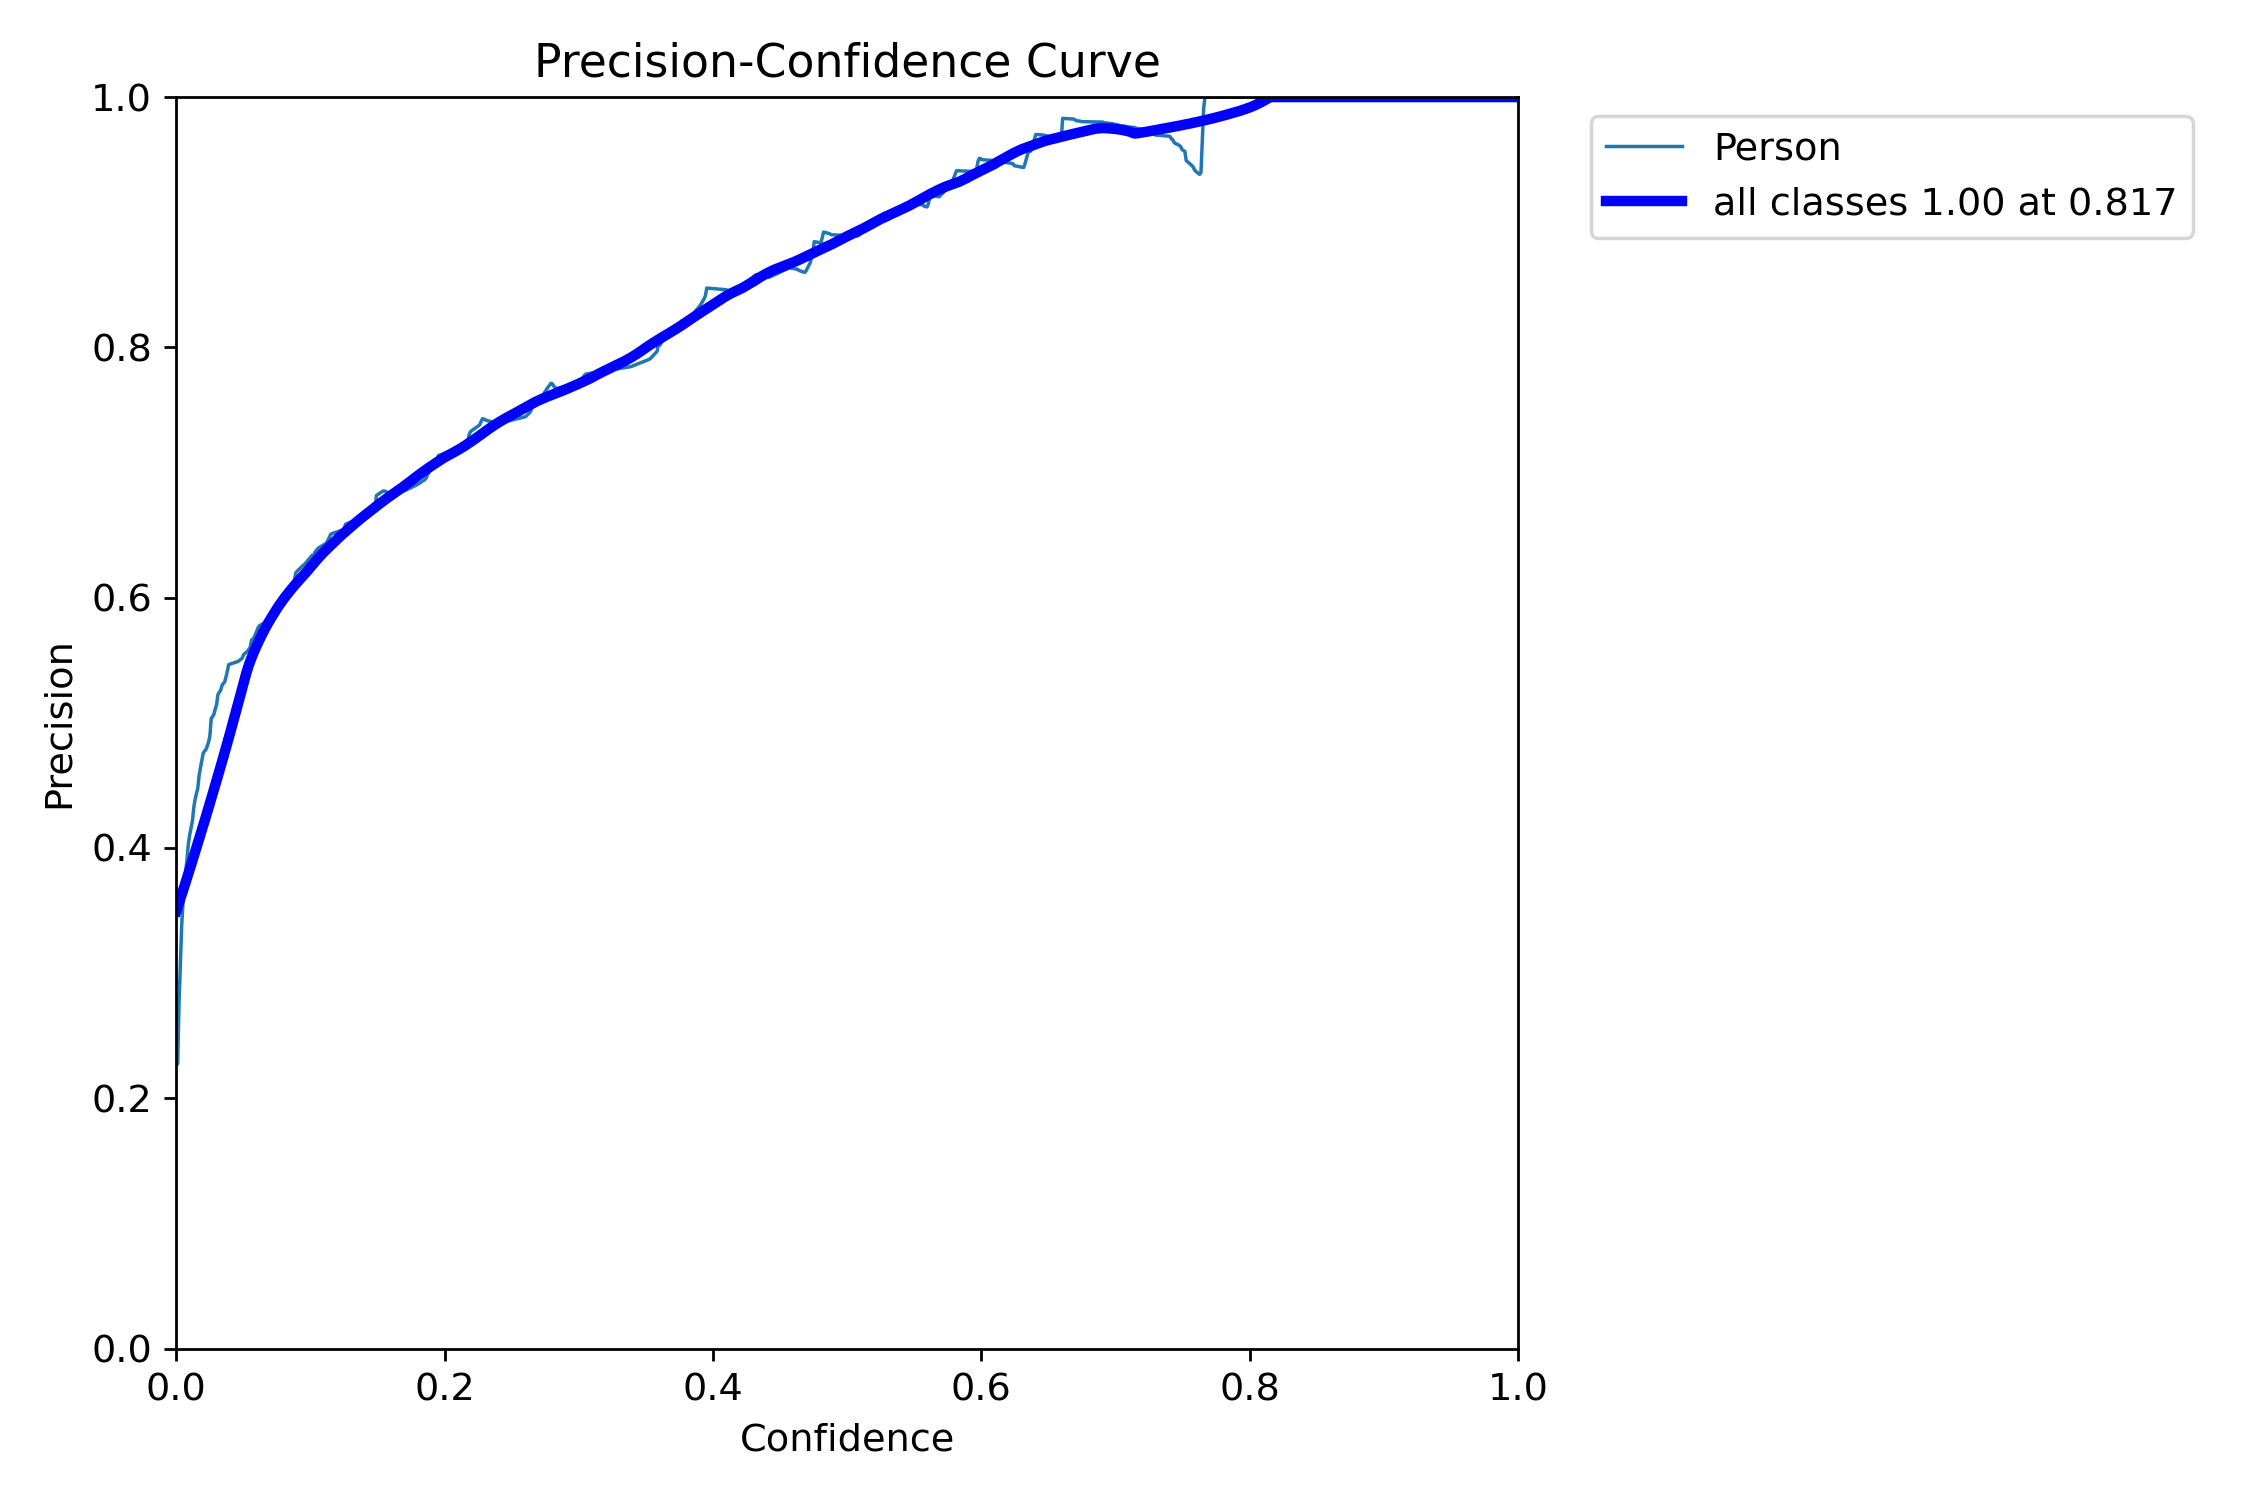 Precision-Confidence Curve
1.0
0.8
0.6
0.4
0.2
0.0
Precision
0.0 0.2 0.4 0.6 0.8 1.0
Confidence
Person
all classes 1.00 at 0.817